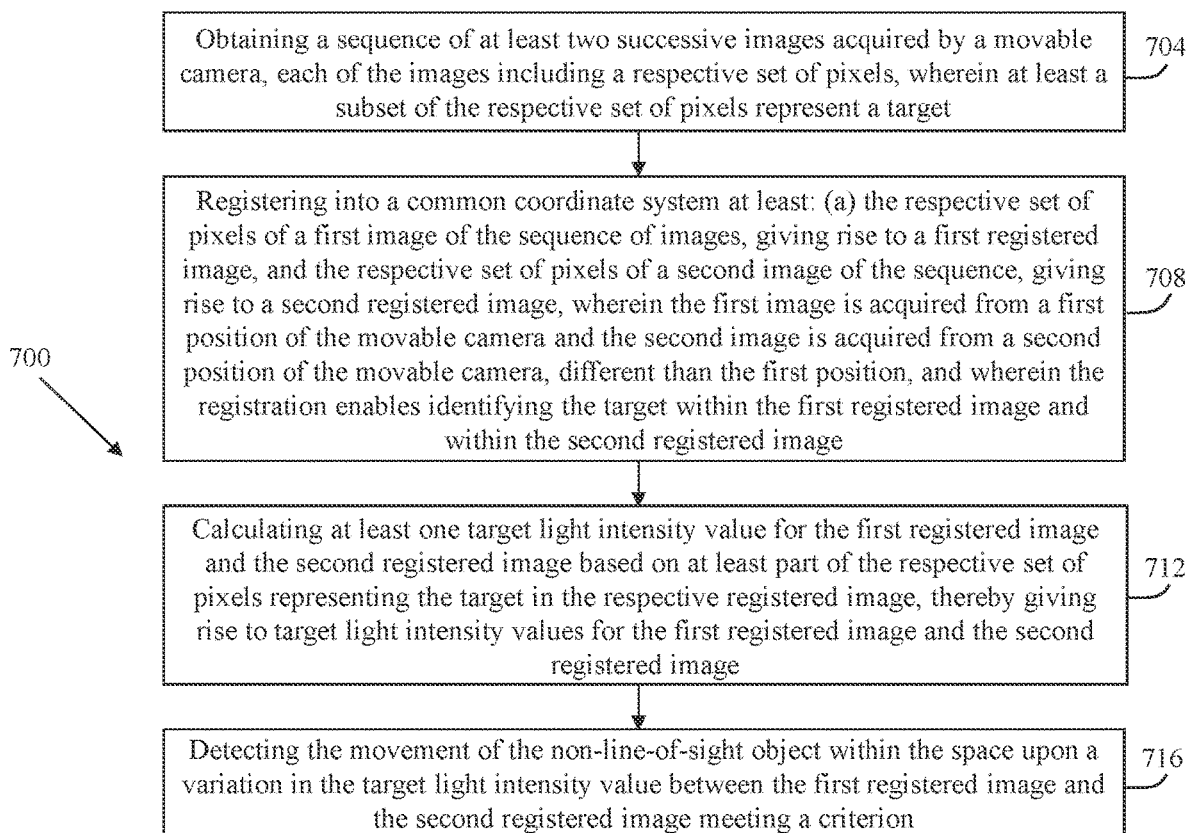 Obtaining a sequence of at least two successive images acquired by a movable
camera, each of the images including a respective set of pixels, wherein at least a
subset of the respective set of pixels represent a target
704
Registering into a common coordinate system at least: (a) the respective set of
pixels of a first image of the sequence of images, giving rise to a first registered
image, and the respective set of pixels of a second image of the sequence, giving
rise to a second registered image, wherein the first image is acquired from a first
position of the movable camera and the second image is acquired from a second
position of the movable camera, different than the first position, and wherein the
registration enables identifying the target within the first registered image and
within the second registered image
708
700
Calculating at least one target light intensity value for the first registered image
and the second registered image based on at least part of the respective set of
pixels representing the target in the respective registered image, thereby giving
rise to target light intensity values for the first registered image and the second
registered image
712
Detecting the movement of the non-line-of-sight object within the space upon a
variation in the target light intensity value between the first registered image and
the second registered image meeting a criterion
716